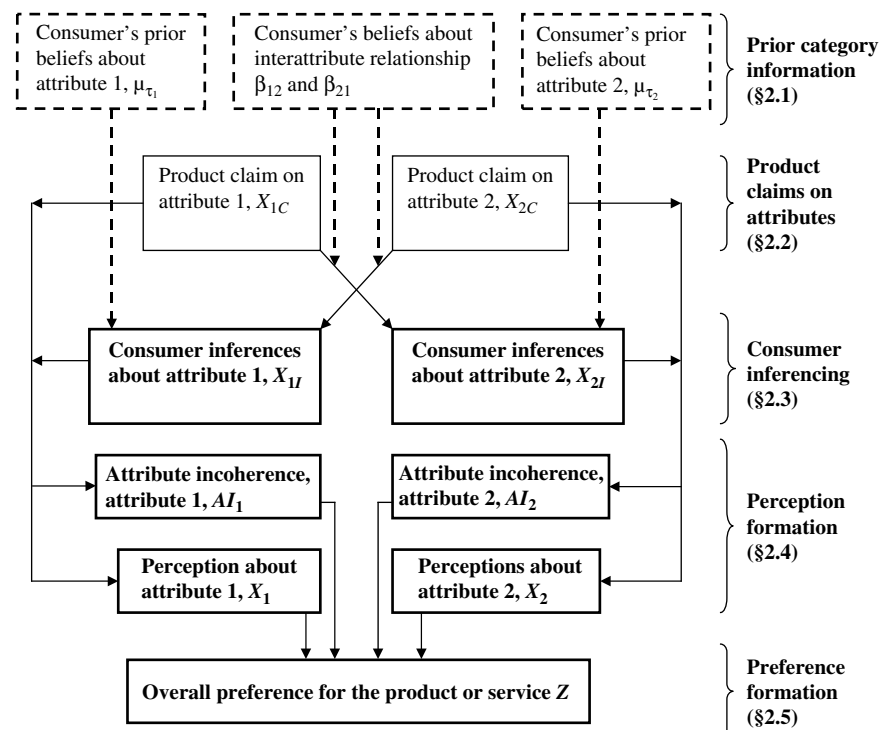 Consumer's prior
beliefs about
attribute 1, μτ₁
Consumer's beliefs about
interattribute relationship
β₁₂ and β₂₁
Consumer's prior
beliefs about
attribute 2, μτ₂
Prior category
information
(§2.1)
Product claim on
attribute 1, X₁C
Product claim on
attribute 2, X₂C
Product
claims on
attributes
(§2.2)
Consumer inferences
about attribute 1, X₁I
Consumer inferences
about attribute 2, X₂I
Consumer
inferencing
(§2.3)
Attribute incoherence,
attribute 1, AI₁
Attribute incoherence,
attribute 2, AI₂
Perception about
attribute 1, X₁
Perceptions about
attribute 2, X₂
Perception
formation
(§2.4)
Overall preference for the product or service Z
Preference
formation
(§2.5)